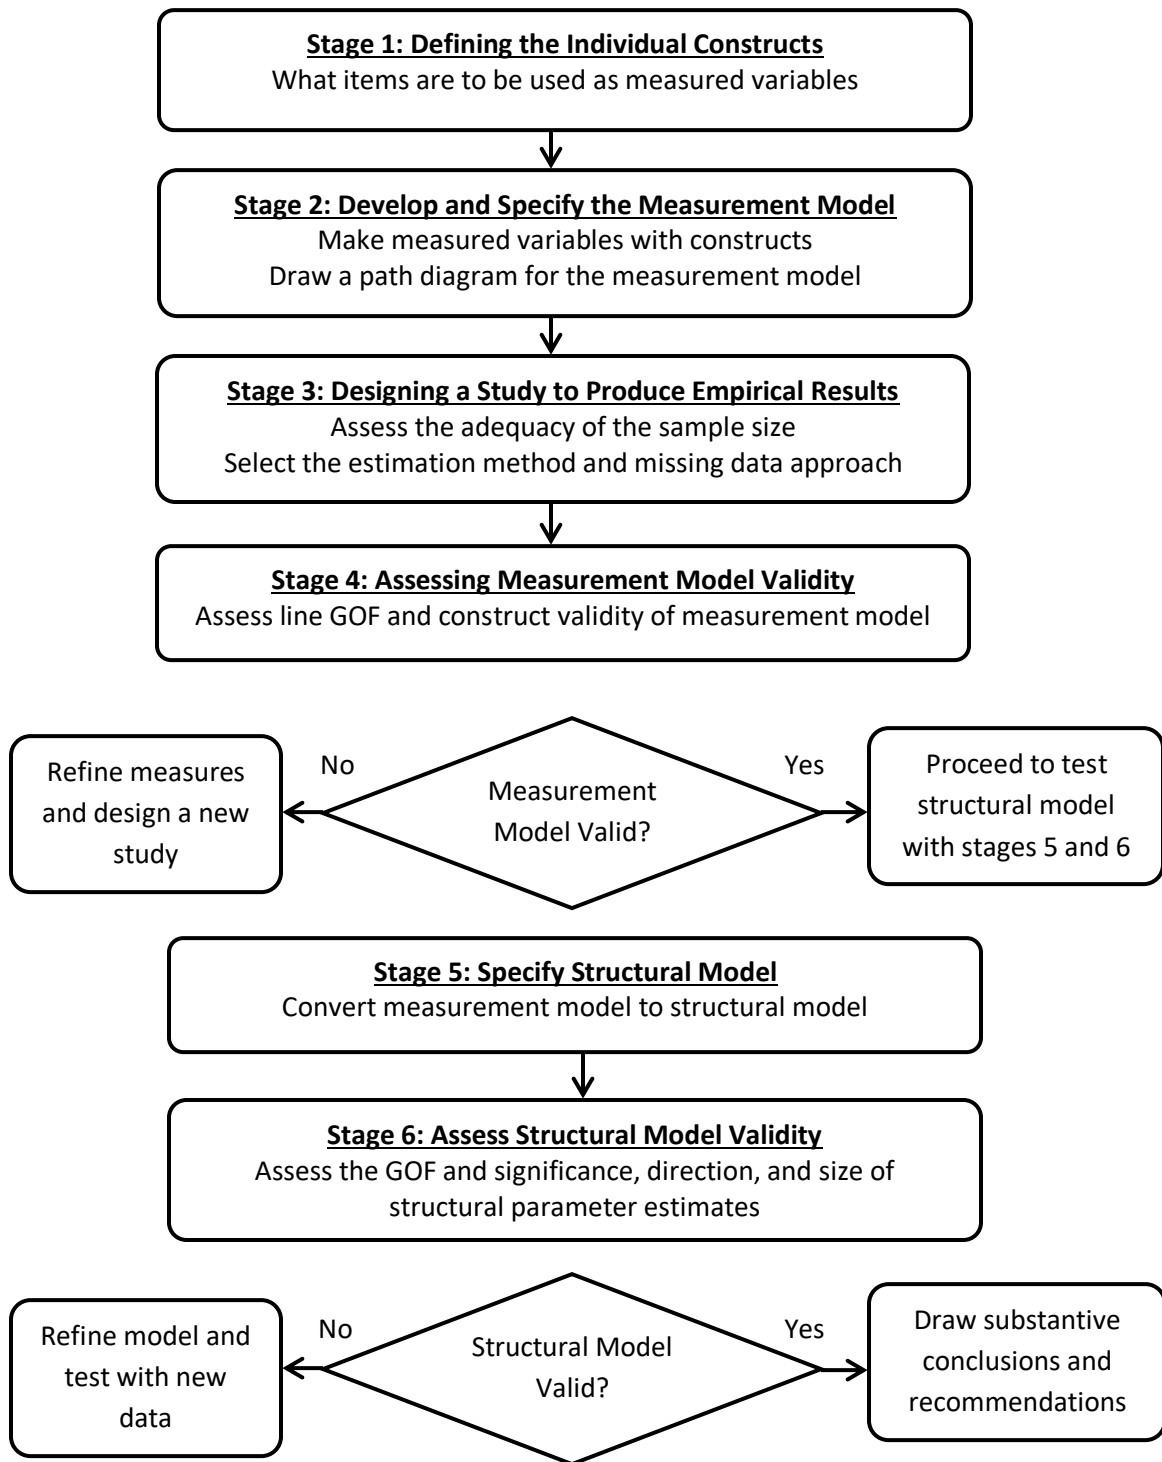 Stage 1: Defining the Individual Constructs
What items are to be used as measured variables
Stage 2: Develop and Specify the Measurement Model
Make measured variables with constructs
Draw a path diagram for the measurement model
Stage 3: Designing a Study to Produce Empirical Results
Assess the adequacy of the sample size
Select the estimation method and missing data approach
Stage 4: Assessing Measurement Model Validity
Assess line GOF and construct validity of measurement model
Refine measures
and design a new
study
No
Measurement
Model Valid?
Yes
Proceed to test
structural model
with stages 5 and 6
Stage 5: Specify Structural Model
Convert measurement model to structural model
Stage 6: Assess Structural Model Validity
Assess the GOF and significance, direction, and size of
structural parameter estimates
Refine model and
test with new
data
No
Structural Model
Valid?
Yes
Draw substantive
conclusions and
recommendations